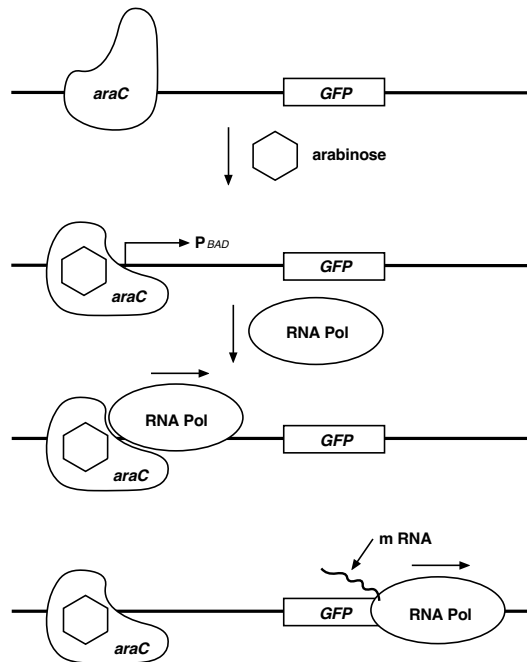 araC
GFP
arabinose
P BAD
GFP
araC
RNA Pol
RNA Pol
GFP
araC
m RNA
GFP
RNA Pol
araC